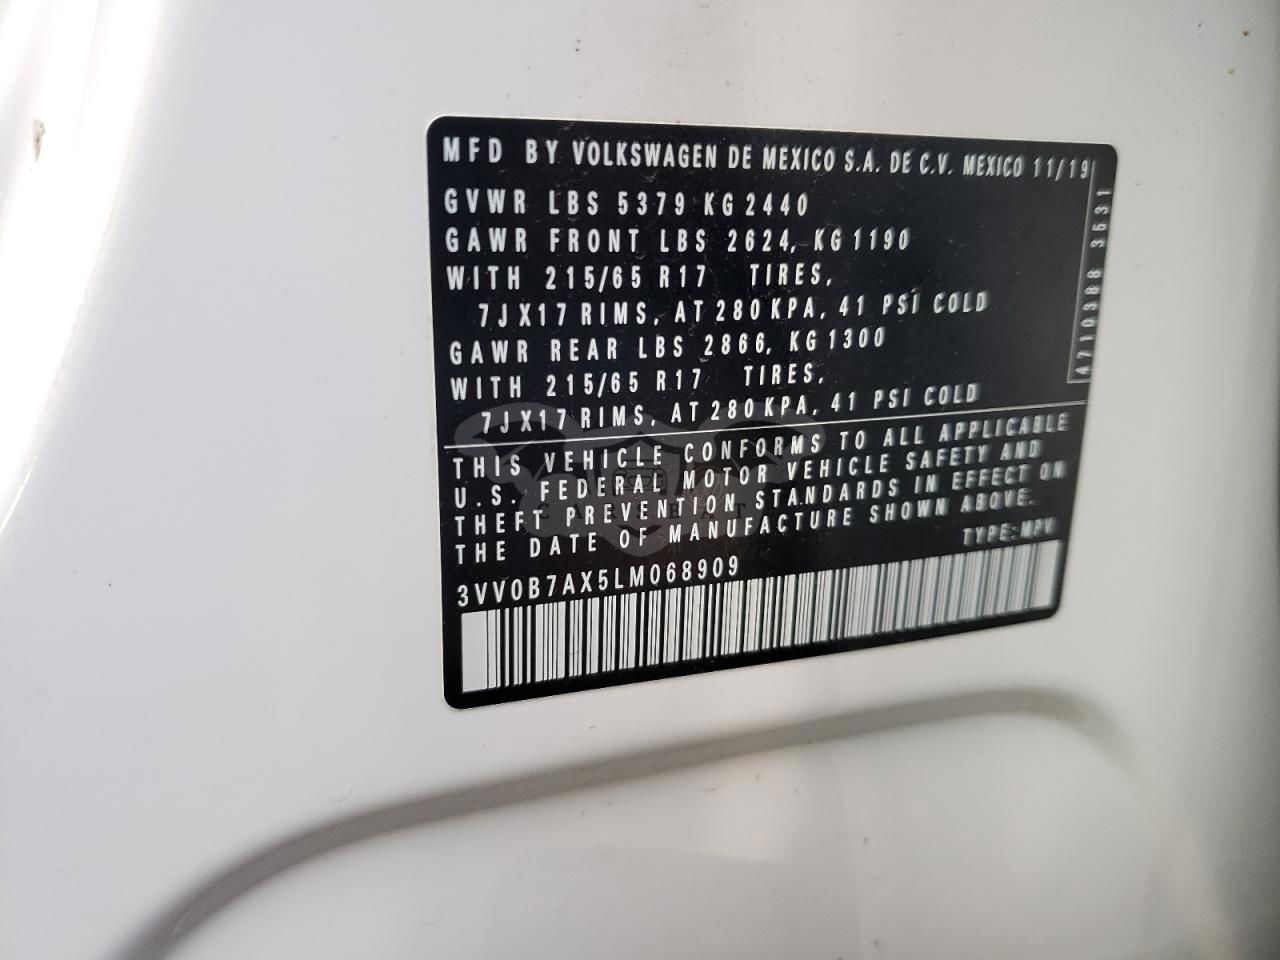 MFD BY VOLKSWAGEN DE MEXICO S.A. DE C.V. MEXICO 11/19
GVWR LBS 5379 KG 2440
GAWR FRONT LBS 2624, KG 1190
WITH 215/65 R17 TIRES,
7JX17 RIMS, AT 280 KPA, 41 PSI COLD
GAWR REAR LBS 2866, KG 1300
WITH 215/65 R17 TIRES,
7JX17 RIMS, AT 280 KPA, 41 PSI COLD
4710388 3531
THIS VEHICLE CONFORMS TO ALL APPLICABLE
U.S. FEDERAL MOTOR VEHICLE SAFETY AND
THEFT PREVENTION STANDARDS IN EFFECT ON
THE DATE OF MANUFACTURE SHOWN ABOVE.
TYPE: MPV
3VV0B7AX5LM068909